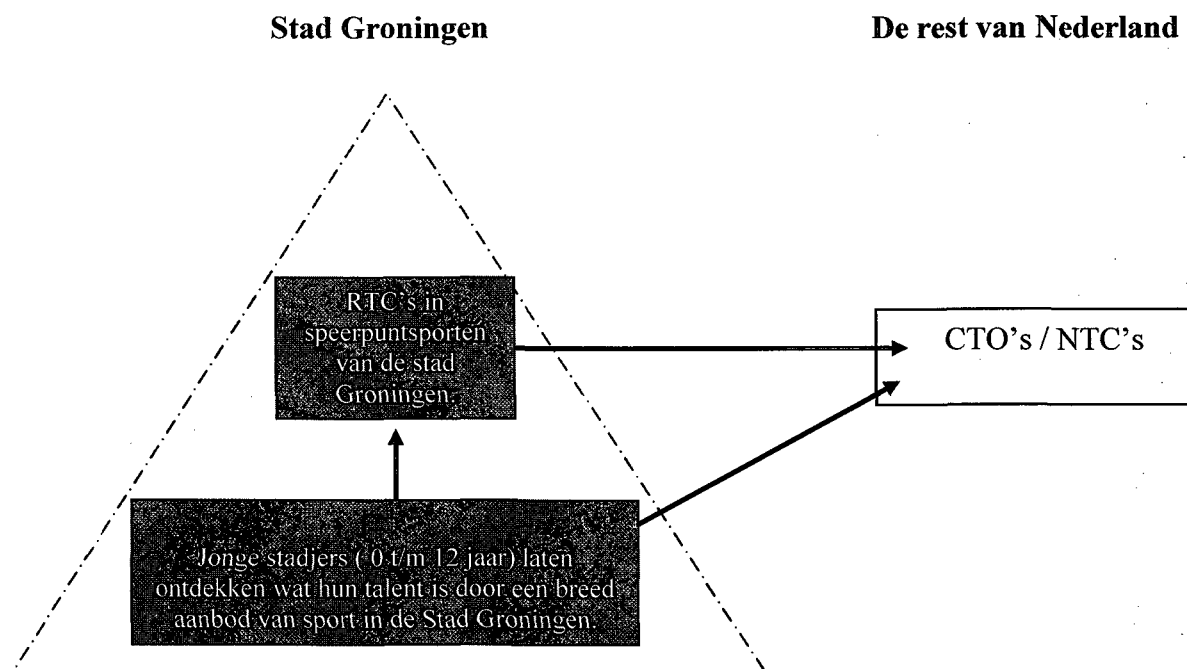 Stad Groningen
De rest van Nederland
RTC's in
speerpuntsporten
van de stad
Groningen.
CTO's / NTC's
Jonge stadjers ( 0 t/m 12 jaar) laten
ontdekken wat hun talent is door een breed
aanbod van sport in de Stad Groningen.